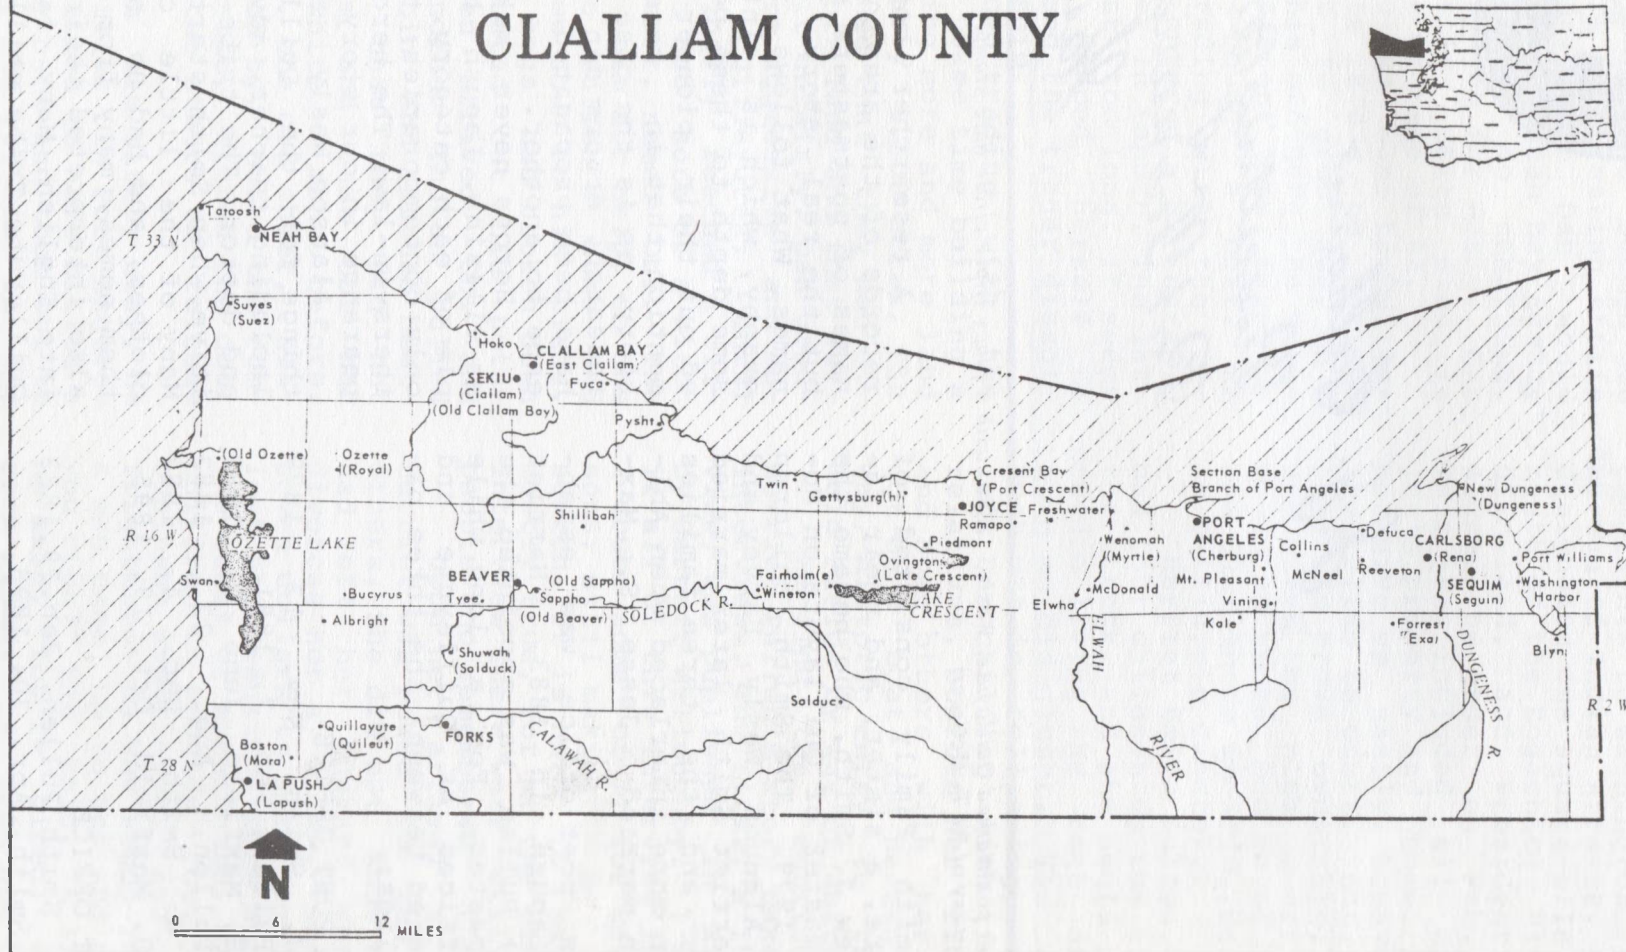 CLALLAM COUNTY
Tatoosh
T 33 N
NEAH BAY
Suyes
(Suez)
Hoko
CLALLAM BAY
(East Clallam)
SEKIU
(Clallam)
(Old Clallam Bay)
Fuca
Pysht
(Old Ozette)
Ozette
(Royal)
Twin
Gettysburg(h)
Cresent Bay
(Port Crescent)
JOYCE
Freshwater
Ramapo
Section Base
Branch of Port Angeles
New Dungeness
(Dungeness)
R 16 W
OZETTE LAKE
Shillibah
Piedmont
Ovington
(Lake Crescent)
Wenomah
(Myrtle)
PORT
ANGELES
(Cherburg)
Collins
Defuca
CARLSBORG
(Rena)
Port Williams
Swan
BEAVER
(Old Sappho)
Fairholm(e)
Wineton
Mt. Pleasant
McNeel
Reeveton
SEQUIM
(Seguin)
Washington
Harbor
Bucyrus
Tyee
Sappho
(Old Beaver)
SOLEDOCK R.
LAKE
CRESCENT
McDonald
Elwha
Vining
Albright
Kale
Forrest
"Exa)
Blyn
Shuwah
(Solduck)
ELWAH
RIVER
DUNGENESS R.
Solduc
R 2 W
Quillayute
(Quileut)
FORKS
CALAWAH R.
Boston
(Mora)
T 28 N
LA PUSH
(Lapush)
N
0 6 12
MILES